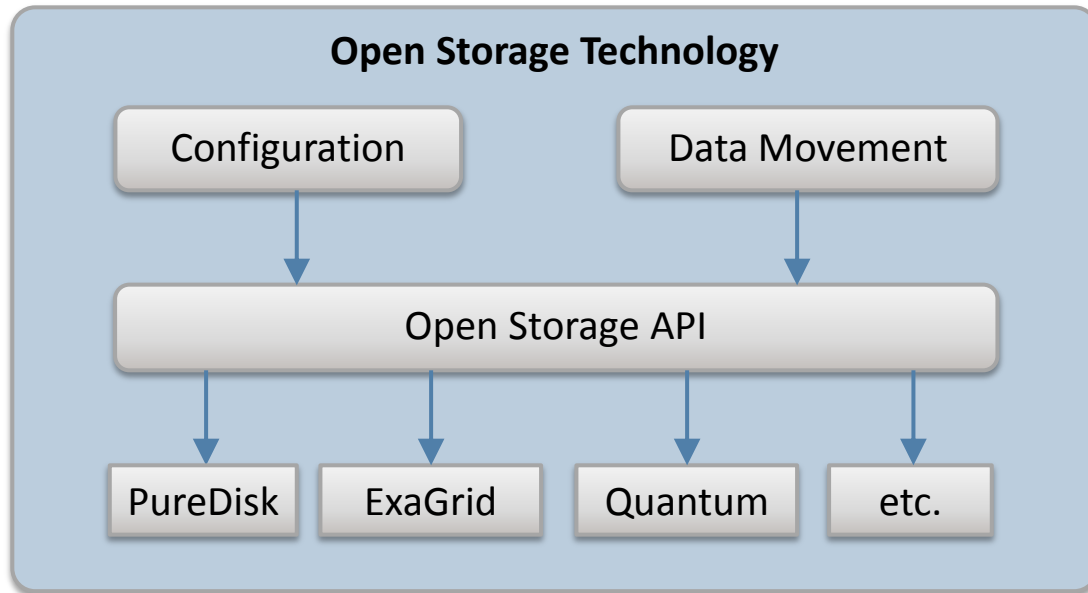 Open Storage Technology
Configuration
Data Movement
Open Storage API
PureDisk
ExaGrid
Quantum
etc.